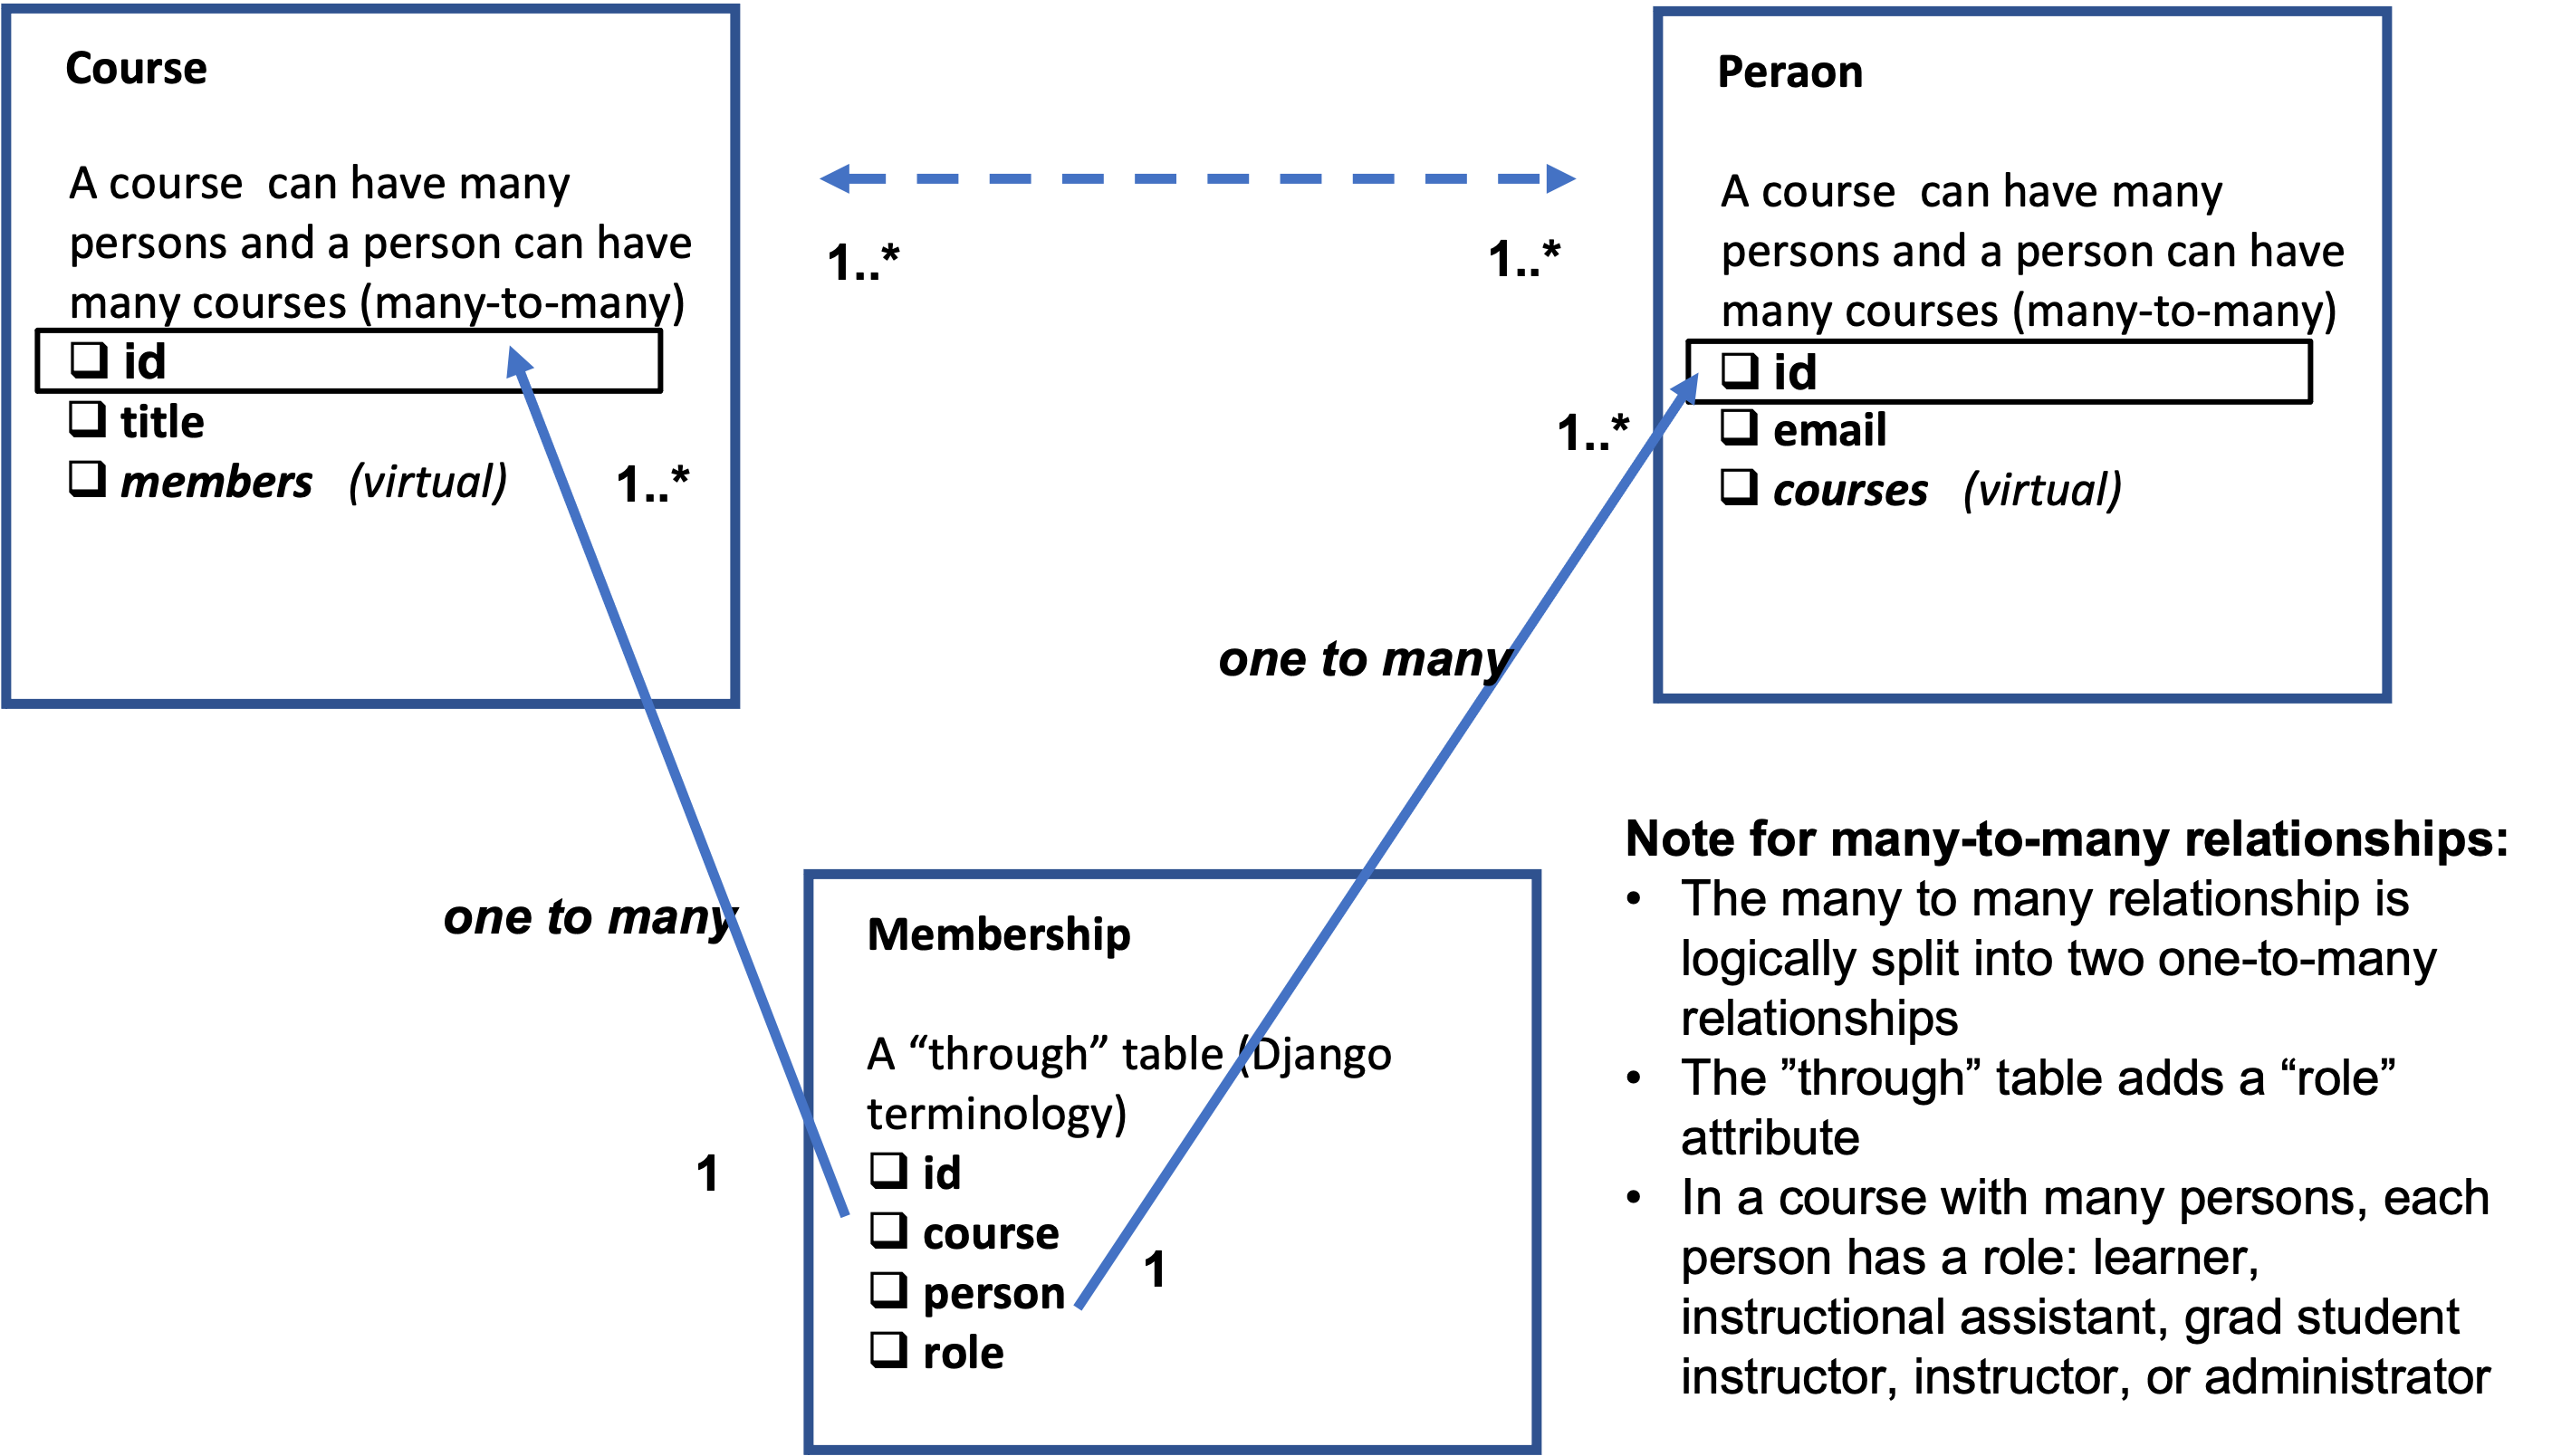 Course
A course  can have many
persons and a person can have
many courses (many-to-many)
id
title
members   (virtual)
1..*
1..*
1..*
Peraon
A course  can have many
persons and a person can have
many courses (many-to-many)
id
1..*
email
courses   (virtual)
one to many
one to many
1
Membership
A “through” table (Django
terminology)
id
course
person
1
role
Note for many-to-many relationships:
• The many to many relationship is
logically split into two one-to-many
relationships
• The ”through” table adds a “role”
attribute
• In a course with many persons, each
person has a role: learner,
instructional assistant, grad student
instructor, instructor, or administrator